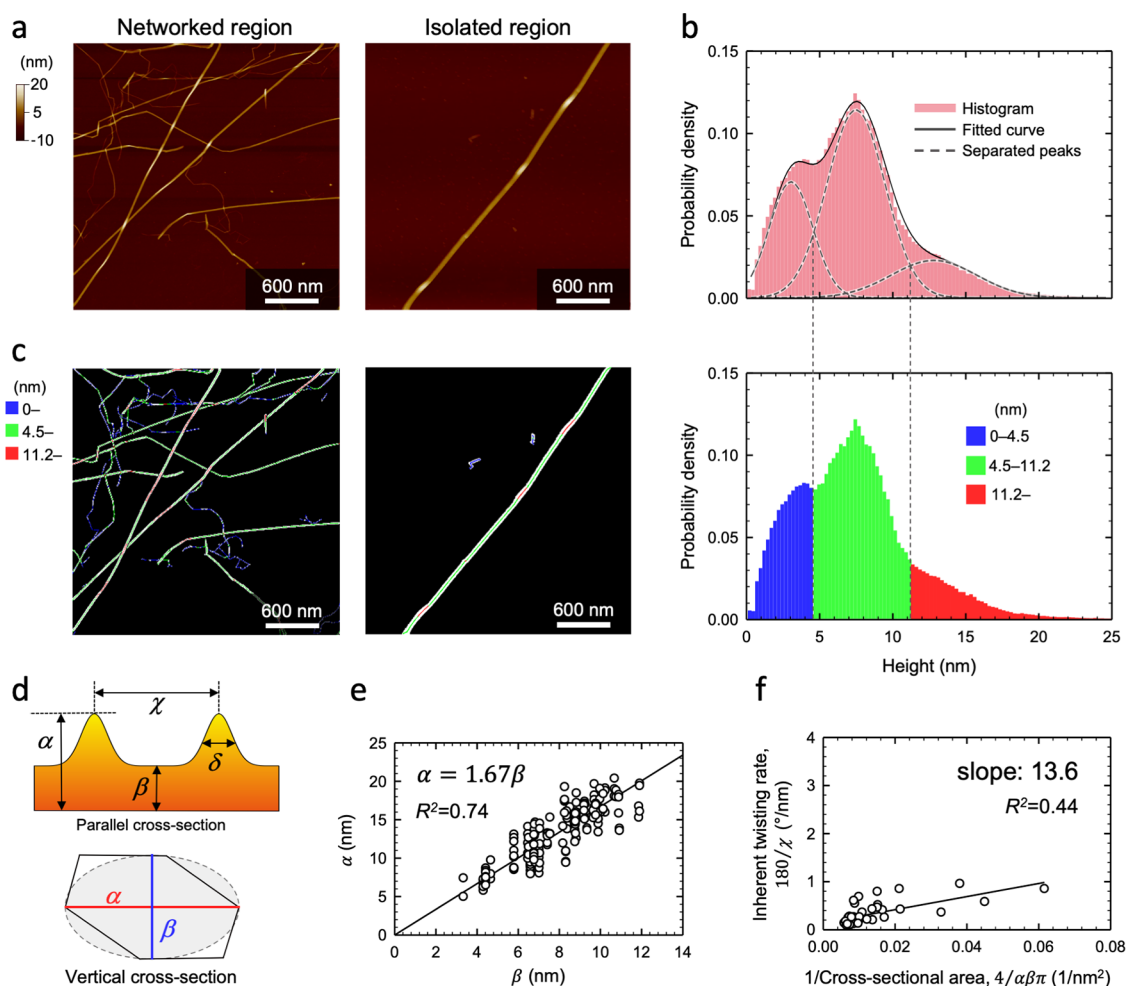 a
Networked region
Isolated region
(nm)
20
5
-10
600 nm
600 nm
b
0.15
0.10
0.05
0.00
Probability density
Histogram
Fitted curve
Separated peaks
c
(nm)
0–
4.5–
11.2–
600 nm
600 nm
0.15
0.10
0.05
0.00
Probability density
(nm)
0–4.5
4.5–11.2
11.2–
0 5 10 15 20 25
Height (nm)
d
χ
α
β
δ
Parallel cross-section
α
β
Vertical cross-section
e
25
20
15
10
5
0
α (nm)
α = 1.67β
R²=0.74
0 2 4 6 8 10 12 14
β (nm)
f
4
3
2
1
0
Inherent twisting rate,
180/χ (°/nm)
slope: 13.6
R²=0.44
0.00 0.02 0.04 0.06 0.08
1/Cross-sectional area, 4/αβπ (1/nm²)